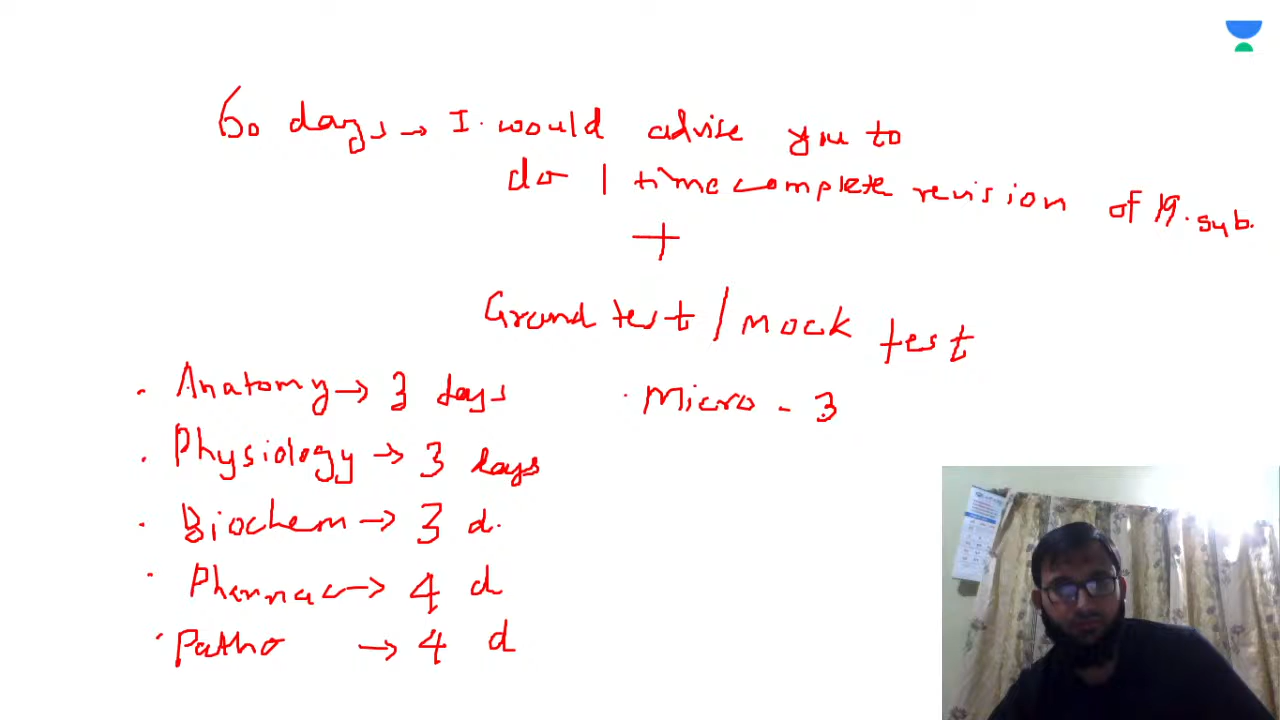 60 days → I would advise you to
do 1 time complete revision of 19 sub.
+
Grand test / mock test
· Anatomy → 3 days
· Physiology → 3 days
· Biochem → 3 d.
· Pharmac → 4 d
· Patho → 4 d
· Micro - 3